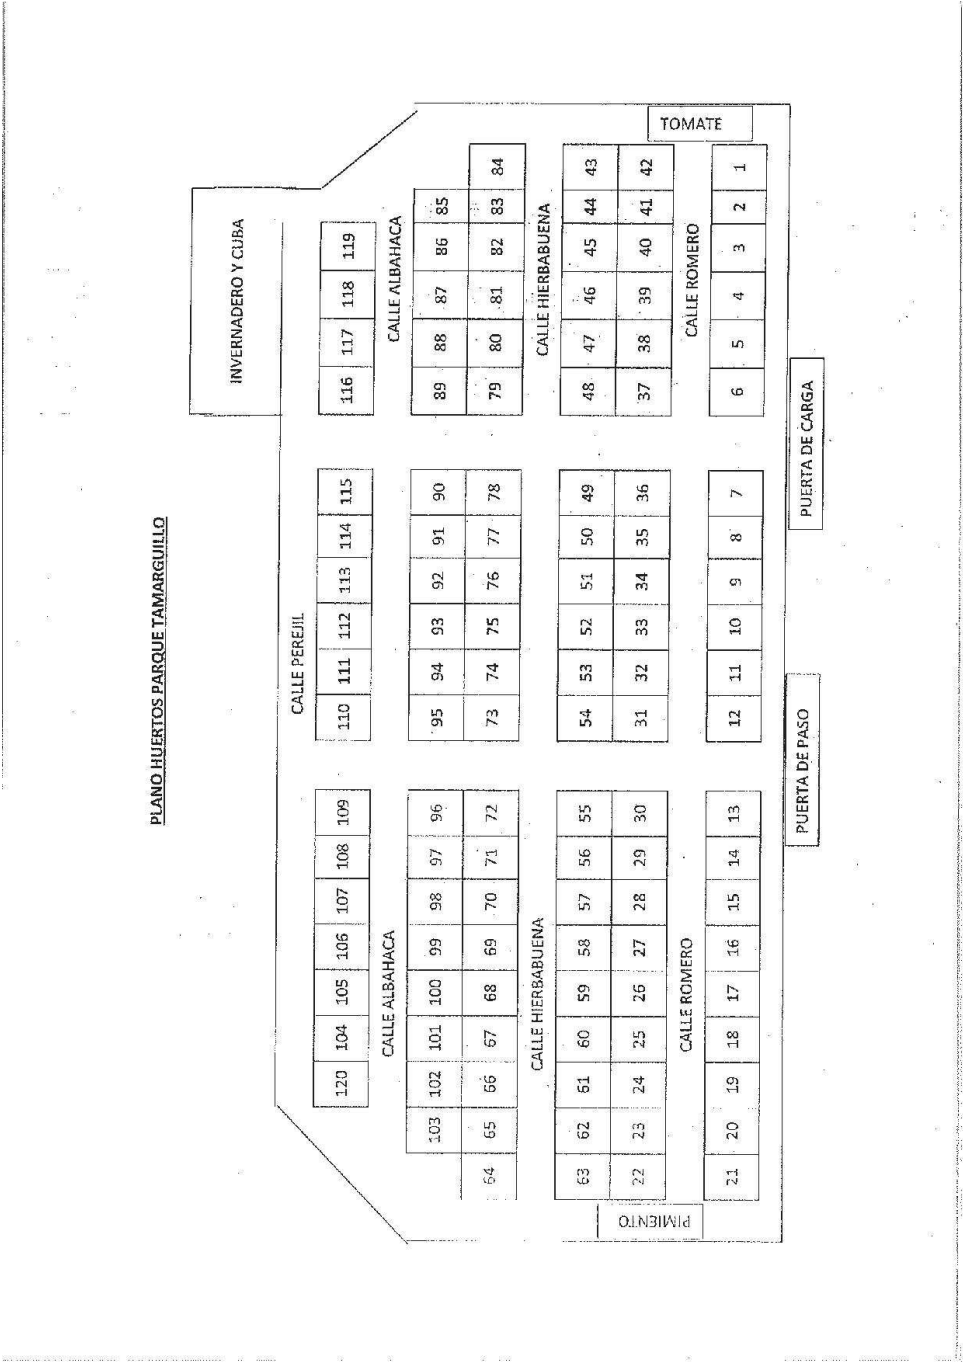 PLANO HUERTOS PARQUE TAMARGUILLO
INVERNADERO Y CUBA
CALLE PEREJIL
120 104 105 106 107 108 109 110 111 112 113 114 115 116 117 118 119
CALLE ALBAHACA CALLE ALBAHACA
103 102 101 100 99 98 97 96 95 94 93 92 91 90 89 88 87 86 85
64 65 66 67 68 69 70 71 72 73 74 75 76 77 78 79 80 81 82 83 84
CALLE HIERBABUENA CALLE HIERBABUENA
63 62 61 60 59 58 57 56 55 54 53 52 51 50 49 48 47 46 45 44 43
22 23 24 25 26 27 28 29 30 31 32 33 34 35 36 37 38 39 40 41 42
PIMIENTO
TOMATE
CALLE ROMERO CALLE ROMERO
21 20 19 18 17 16 15 14 13 12 11 10 9 8 7 6 5 4 3 2 1
PUERTA DE PASO PUERTA DE CARGA